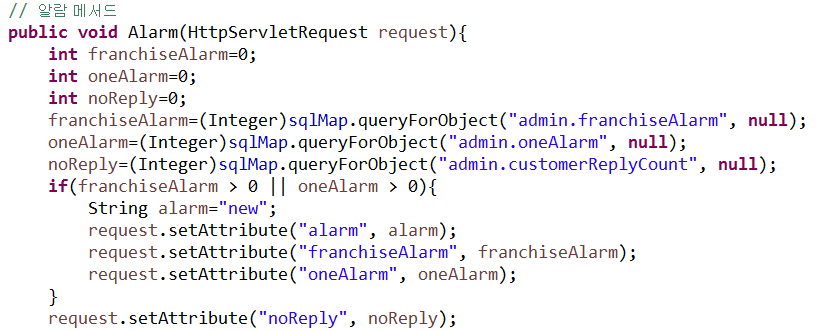 // 알람 메서드
public void Alarm(HttpServletRequest request){
    int franchiseAlarm=0;
    int oneAlarm=0;
    int noReply=0;
    franchiseAlarm=(Integer)sqlMap.queryForObject("admin.franchiseAlarm", null);
    oneAlarm=(Integer)sqlMap.queryForObject("admin.oneAlarm", null);
    noReply=(Integer)sqlMap.queryForObject("admin.customerReplyCount", null);
    if(franchiseAlarm > 0 || oneAlarm > 0){
        String alarm="new";
        request.setAttribute("alarm", alarm);
        request.setAttribute("franchiseAlarm", franchiseAlarm);
        request.setAttribute("oneAlarm", oneAlarm);
    }
    request.setAttribute("noReply", noReply);